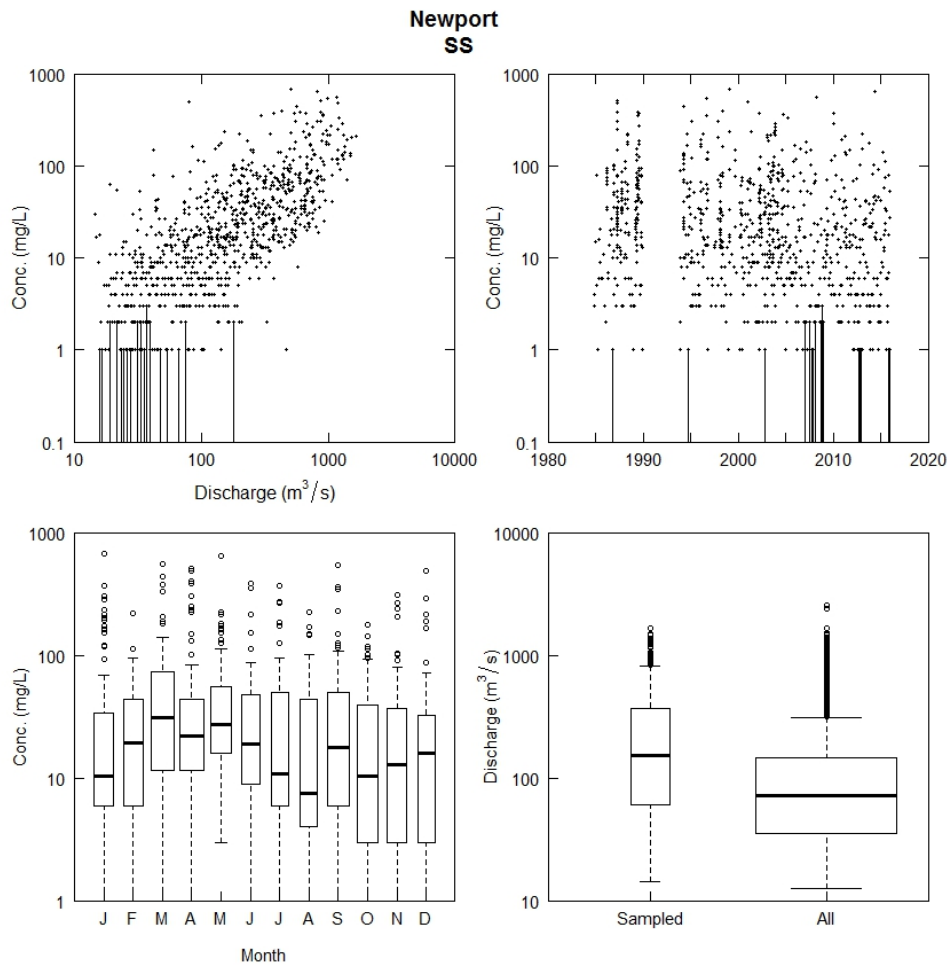 Newport
SS
1000
100
10
1
0.1
Conc. (mg/L)
10 100 1000 10000
Discharge (m³/s)
1000
100
10
1
0.1
Conc. (mg/L)
1980 1990 2000 2010 2020
1000
100
10
1
Conc. (mg/L)
J F M A M J J A S O N D
Month
10000
1000
100
10
Discharge (m³/s)
Sampled All